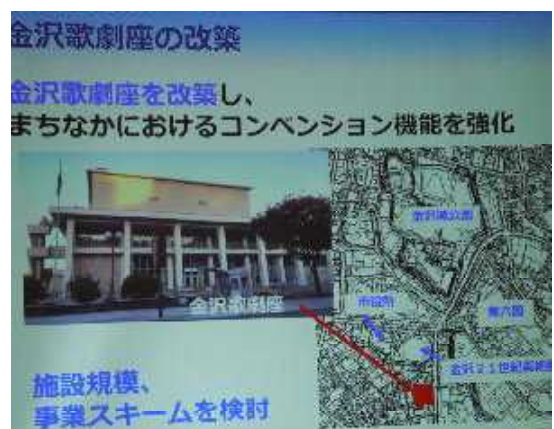 金沢歌劇座の改築
金沢歌劇座を改築し、
まちなかにおけるコンベンション機能を強化
金沢城公園
市役所
兼六園
金沢21世紀美術館
金沢歌劇座
施設規模、
事業スキームを検討